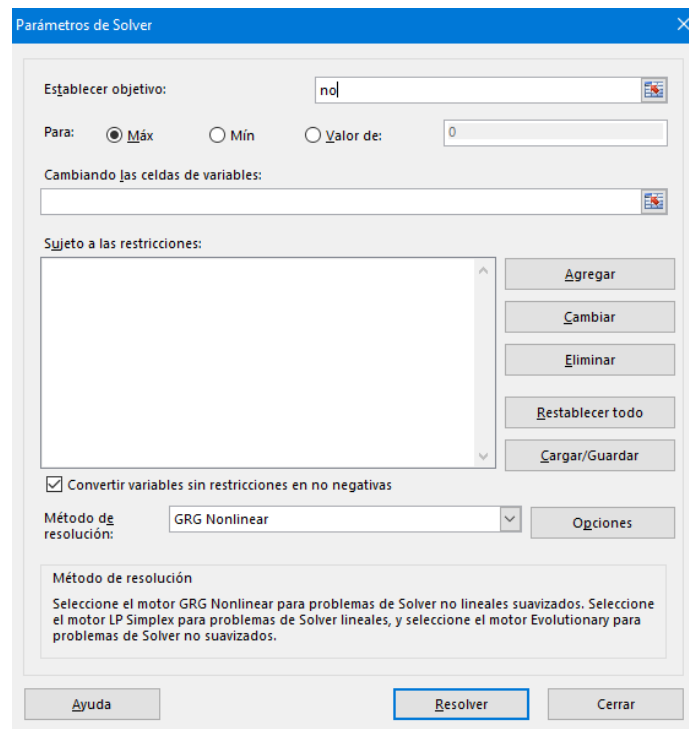 Parámetros de Solver
Establecer objetivo:
no
Para:
Máx
Mín
Valor de:
0
Cambiando las celdas de variables:
Sujeto a las restricciones:
Agregar
Cambiar
Eliminar
Restablecer todo
Cargar/Guardar
Convertir variables sin restricciones en no negativas
Método de
resolución:
GRG Nonlinear
Opciones
Método de resolución
Seleccione el motor GRG Nonlinear para problemas de Solver no lineales suavizados. Seleccione
el motor LP Simplex para problemas de Solver lineales, y seleccione el motor Evolutionary para
problemas de Solver no suavizados.
Ayuda
Resolver
Cerrar